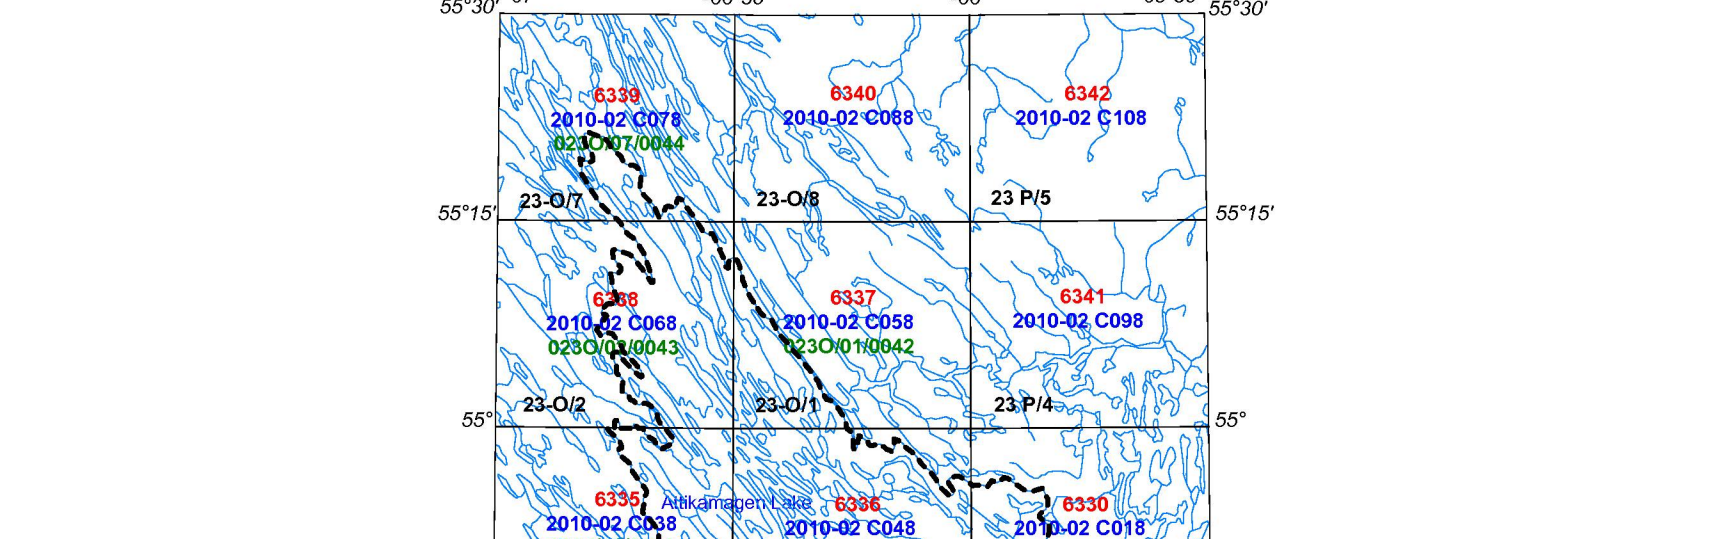 55°30' 55°30'
6339 6340 6342
2010-02 C078 2010-02 C088 2010-02 C108
023O/07/0044
23-O/7 23-O/8 23 P/5
55°15' 55°15'
6338 6337 6341
2010-02 C068 2010-02 C058 2010-02 C098
023O/02/0043 023O/01/0042
23-O/2 23-O/1 23 P/4
55° 55°
6335 Attikamagen Lake 6336 6330
2010-02 C038 2010-02 C048 2010-02 C018